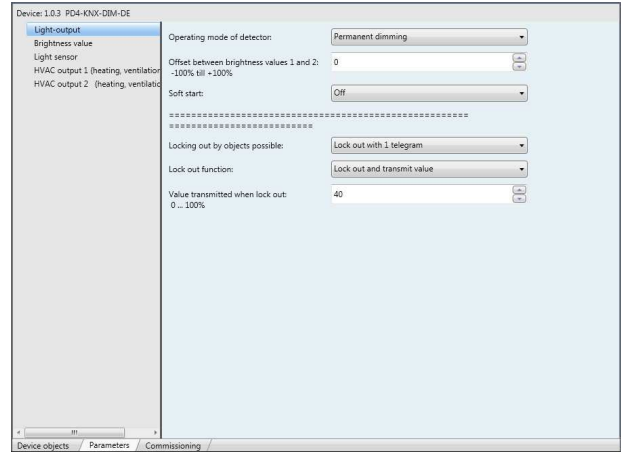 Device: 1.0.3 PD4-KNX-DIM-DE
Light-output
Brightness value
Light sensor
HVAC output 1 (heating, ventilation
HVAC output 2 (heating, ventilatic
Operating mode of detector:
Permanent dimming
Offset between brightness values 1 and 2:
-100% till +100%
0
Soft start:
Off
=====================================================
==========================
Locking out by objects possible:
Lock out with 1 telegram
Lock out function:
Lock out and transmit value
Value transmitted when lock out:
0 ... 100%
40
Device objects
Parameters
Commissioning